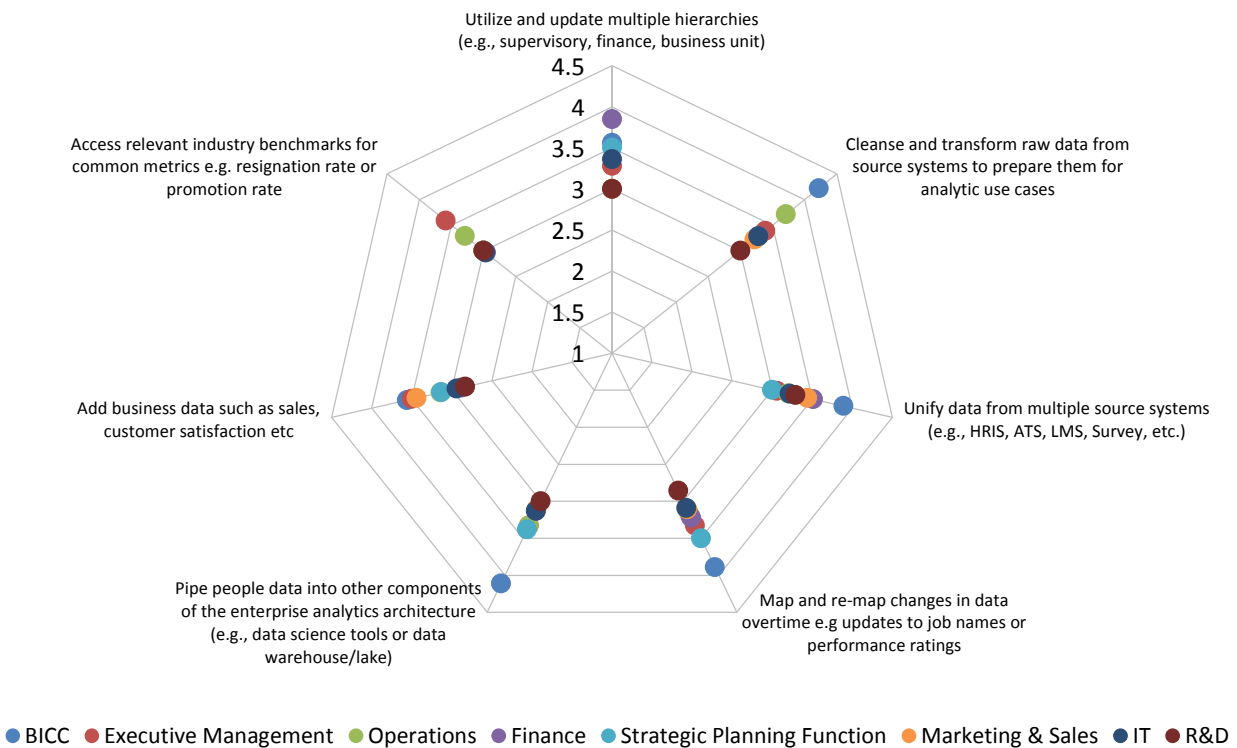 Utilize and update multiple hierarchies
(e.g., supervisory, finance, business unit)
4.5
4
3.5
3
2.5
2
1.5
1
Cleanse and transform raw data from
source systems to prepare them for
analytic use cases
Unify data from multiple source systems
(e.g., HRIS, ATS, LMS, Survey, etc.)
Map and re-map changes in data
overtime e.g updates to job names or
performance ratings
Pipe people data into other components
of the enterprise analytics architecture
(e.g., data science tools or data
warehouse/lake)
Add business data such as sales,
customer satisfaction etc
Access relevant industry benchmarks for
common metrics e.g. resignation rate or
promotion rate
BICC Executive Management Operations Finance Strategic Planning Function Marketing & Sales IT R&D